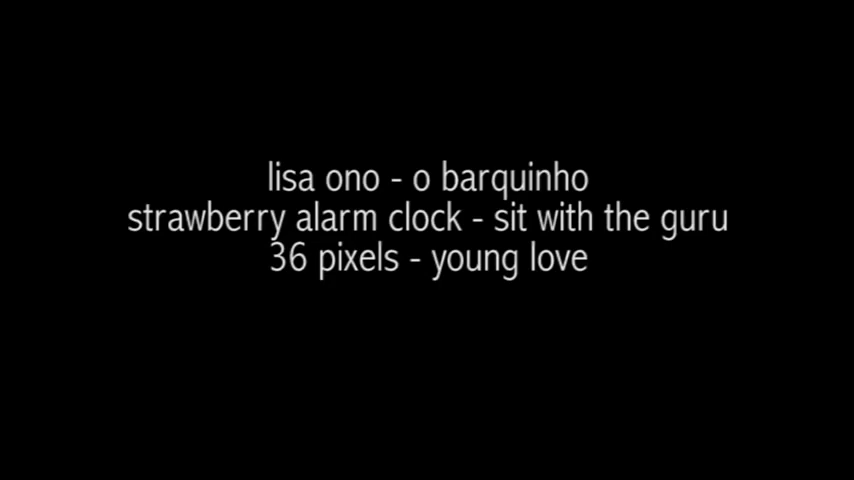 lisa ono - o barquinho
strawberry alarm clock - sit with the guru
36 pixels - young love